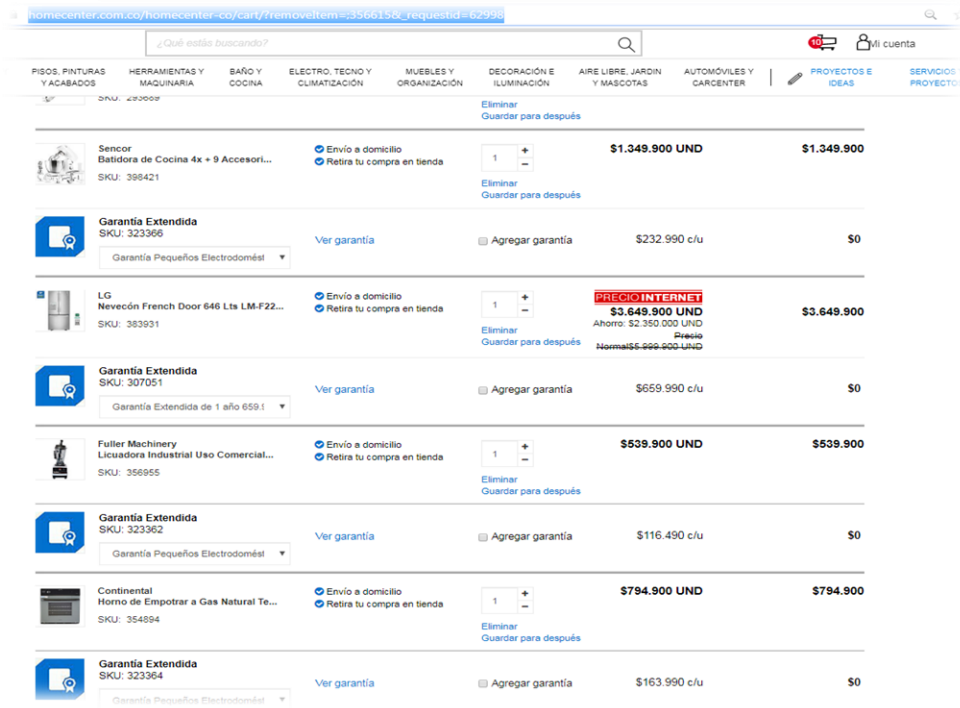 homecenter.com.co/homecenter-co/cart/?removeItem=;356615&_requestid=62998
¿Qué estás buscando?
10
Mi cuenta
PISOS, PINTURAS Y ACABADOS
HERRAMIENTAS Y MAQUINARIA
BAÑO Y COCINA
ELECTRO, TECNO Y CLIMATIZACIÓN
MUEBLES Y ORGANIZACIÓN
DECORACIÓN E ILUMINACIÓN
AIRE LIBRE, JARDIN Y MASCOTAS
AUTOMÓVILES Y CARCENTER
PROYECTOS E IDEAS
SERVICIOS
PROYECTO
SKU: 293689
Eliminar
Guardar para después
Sencor
Batidora de Cocina 4x + 9 Accesori...
SKU: 398421
Envío a domicilio
Retira tu compra en tienda
1 + −
Eliminar
Guardar para después
$1.349.900 UND
$1.349.900
Garantía Extendida
SKU: 323366
Garantía Pequeños Electrodomést
Ver garantía
Agregar garantía
$232.990 c/u
$0
LG
Nevecón French Door 646 Lts LM-F22...
SKU: 383931
Envío a domicilio
Retira tu compra en tienda
1 + −
Eliminar
Guardar para después
PRECIO INTERNET
$3.649.900 UND
Ahorro: $2.350.000 UND
Precio
Normal$5.999.900 UND
$3.649.900
Garantía Extendida
SKU: 307051
Garantía Extendida de 1 año 659.9
Ver garantía
Agregar garantía
$659.990 c/u
$0
Fuller Machinery
Licuadora Industrial Uso Comercial...
SKU: 356955
Envío a domicilio
Retira tu compra en tienda
1 + −
Eliminar
Guardar para después
$539.900 UND
$539.900
Garantía Extendida
SKU: 323362
Garantía Pequeños Electrodomést
Ver garantía
Agregar garantía
$116.490 c/u
$0
Continental
Horno de Empotrar a Gas Natural Te...
SKU: 354894
Envío a domicilio
Retira tu compra en tienda
1 + −
Eliminar
Guardar para después
$794.900 UND
$794.900
Garantía Extendida
SKU: 323364
Garantía Pequeños Electrodomést
Ver garantía
Agregar garantía
$163.990 c/u
$0